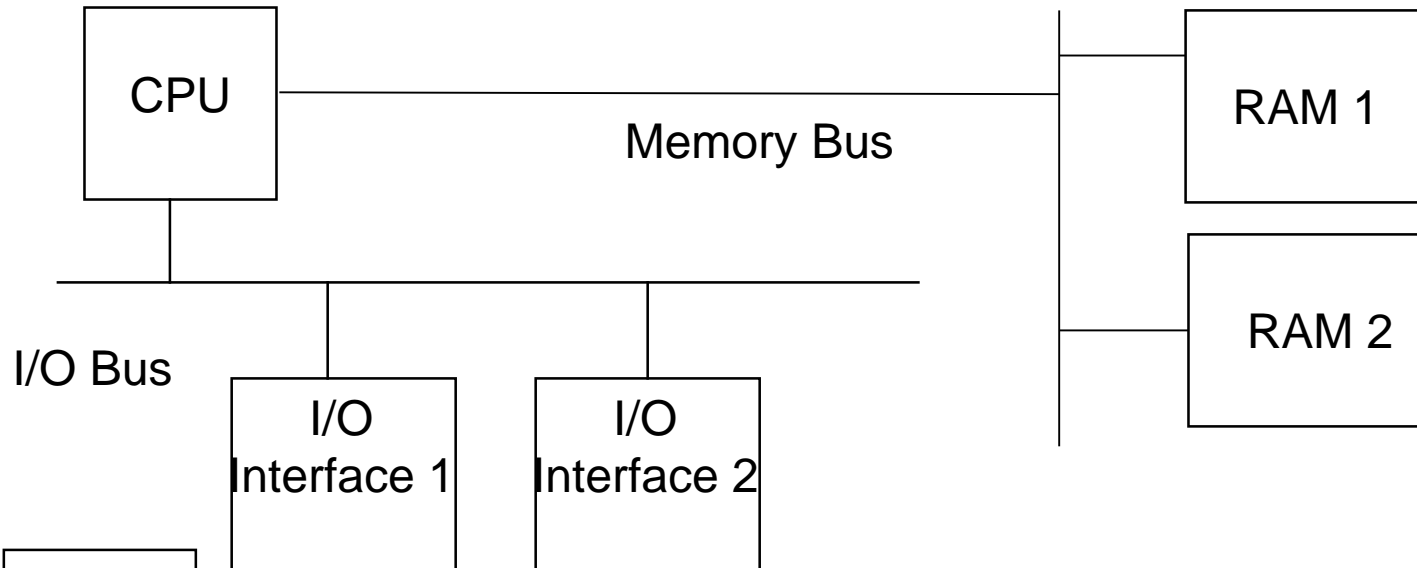 CPU
RAM 1
Memory Bus
RAM 2
I/O Bus
I/O
Interface 1
I/O
Interface 2